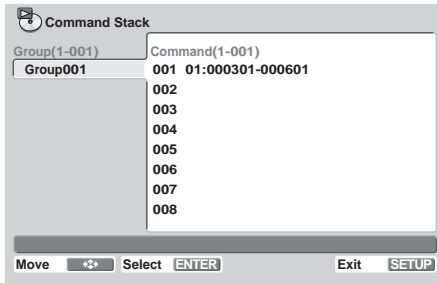 Command Stack
Group(1-001) Command(1-001)
Group001 001 01:000301-000601
002
003
004
005
006
007
008
Move Select ENTER Exit SETUP